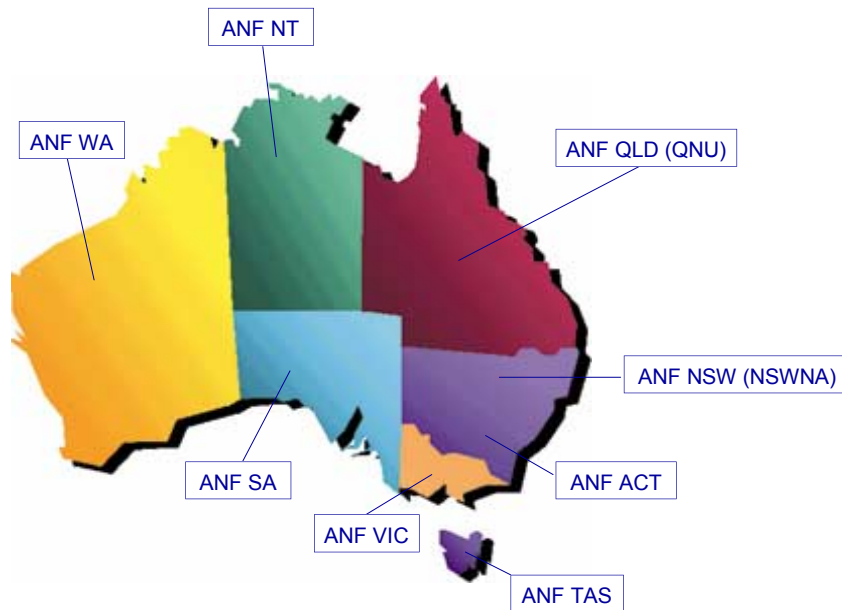 ANF NT
ANF WA
ANF QLD (QNU)
ANF NSW (NSWNA)
ANF SA
ANF ACT
ANF VIC
ANF TAS